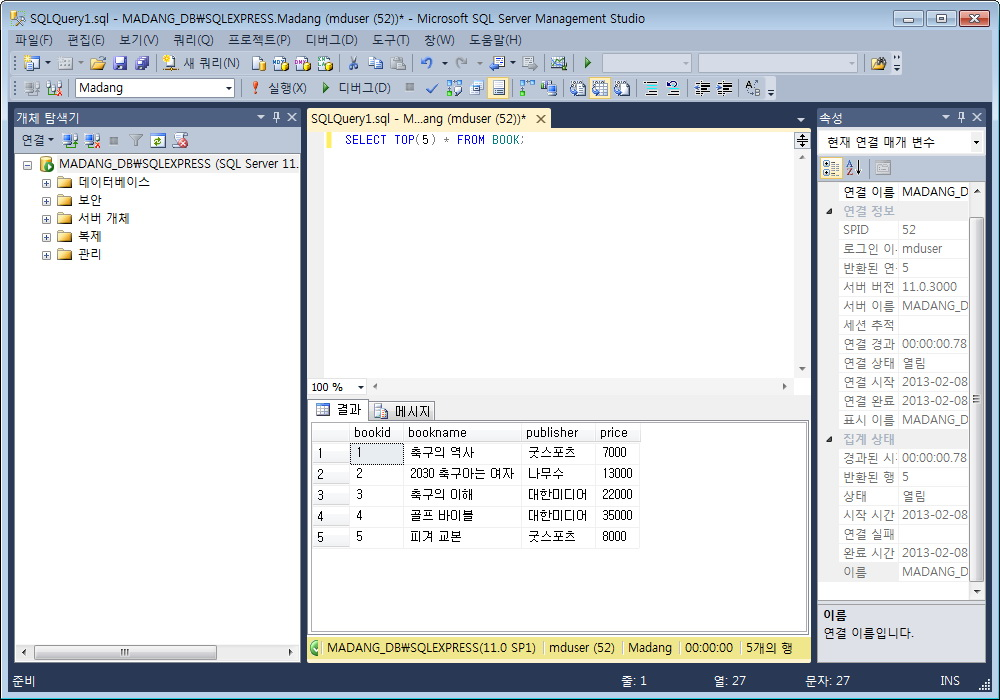 SQLQuery1.sql - MADANG_DB₩SQLEXPRESS.Madang (mduser (52))* - Microsoft SQL Server Management Studio
파일(F) 편집(E) 보기(V) 쿼리(Q) 프로젝트(P) 디버그(D) 도구(T) 창(W) 도움말(H)
새 쿼리(N)
Madang 실행(X) 디버그(D)
개체 탐색기
연결
MADANG_DB₩SQLEXPRESS (SQL Server 11.
데이터베이스
보안
서버 개체
복제
관리
SQLQuery1.sql - M...ang (mduser (52))*
SELECT TOP(5) * FROM BOOK;
100 %
결과 메시지
bookid bookname publisher price
1 1 축구의 역사 굿스포츠 7000
2 2 2030 축구아는 여자 나무수 13000
3 3 축구의 이해 대한미디어 22000
4 4 골프 바이블 대한미디어 35000
5 5 피겨 교본 굿스포츠 8000
MADANG_DB₩SQLEXPRESS(11.0 SP1) mduser (52) Madang 00:00:00 5개의 행
속성
현재 연결 매개 변수
연결 이름 MADANG_D
연결 정보
SPID 52
로그인 이 mduser
반환된 연 5
서버 버전 11.0.3000
서버 이름 MADANG_D
세션 추적
연결 경과 00:00:00.78
연결 상태 열림
연결 시작 2013-02-08
연결 완료 2013-02-08
표시 이름 MADANG_D
집계 상태
경과된 시 00:00:00.78
반환된 행 5
상태 열림
시작 시간 2013-02-08
연결 실패
완료 시간 2013-02-08
이름 MADANG_D
이름
연결 이름입니다.
준비 줄: 1 열: 27 문자: 27 INS